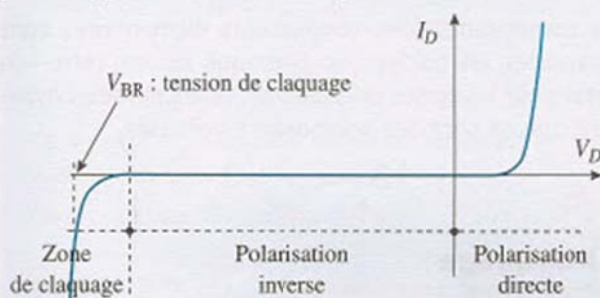 I_D
V_BR : tension de claquage
V_D
Zone
de claquage
Polarisation
inverse
Polarisation
directe